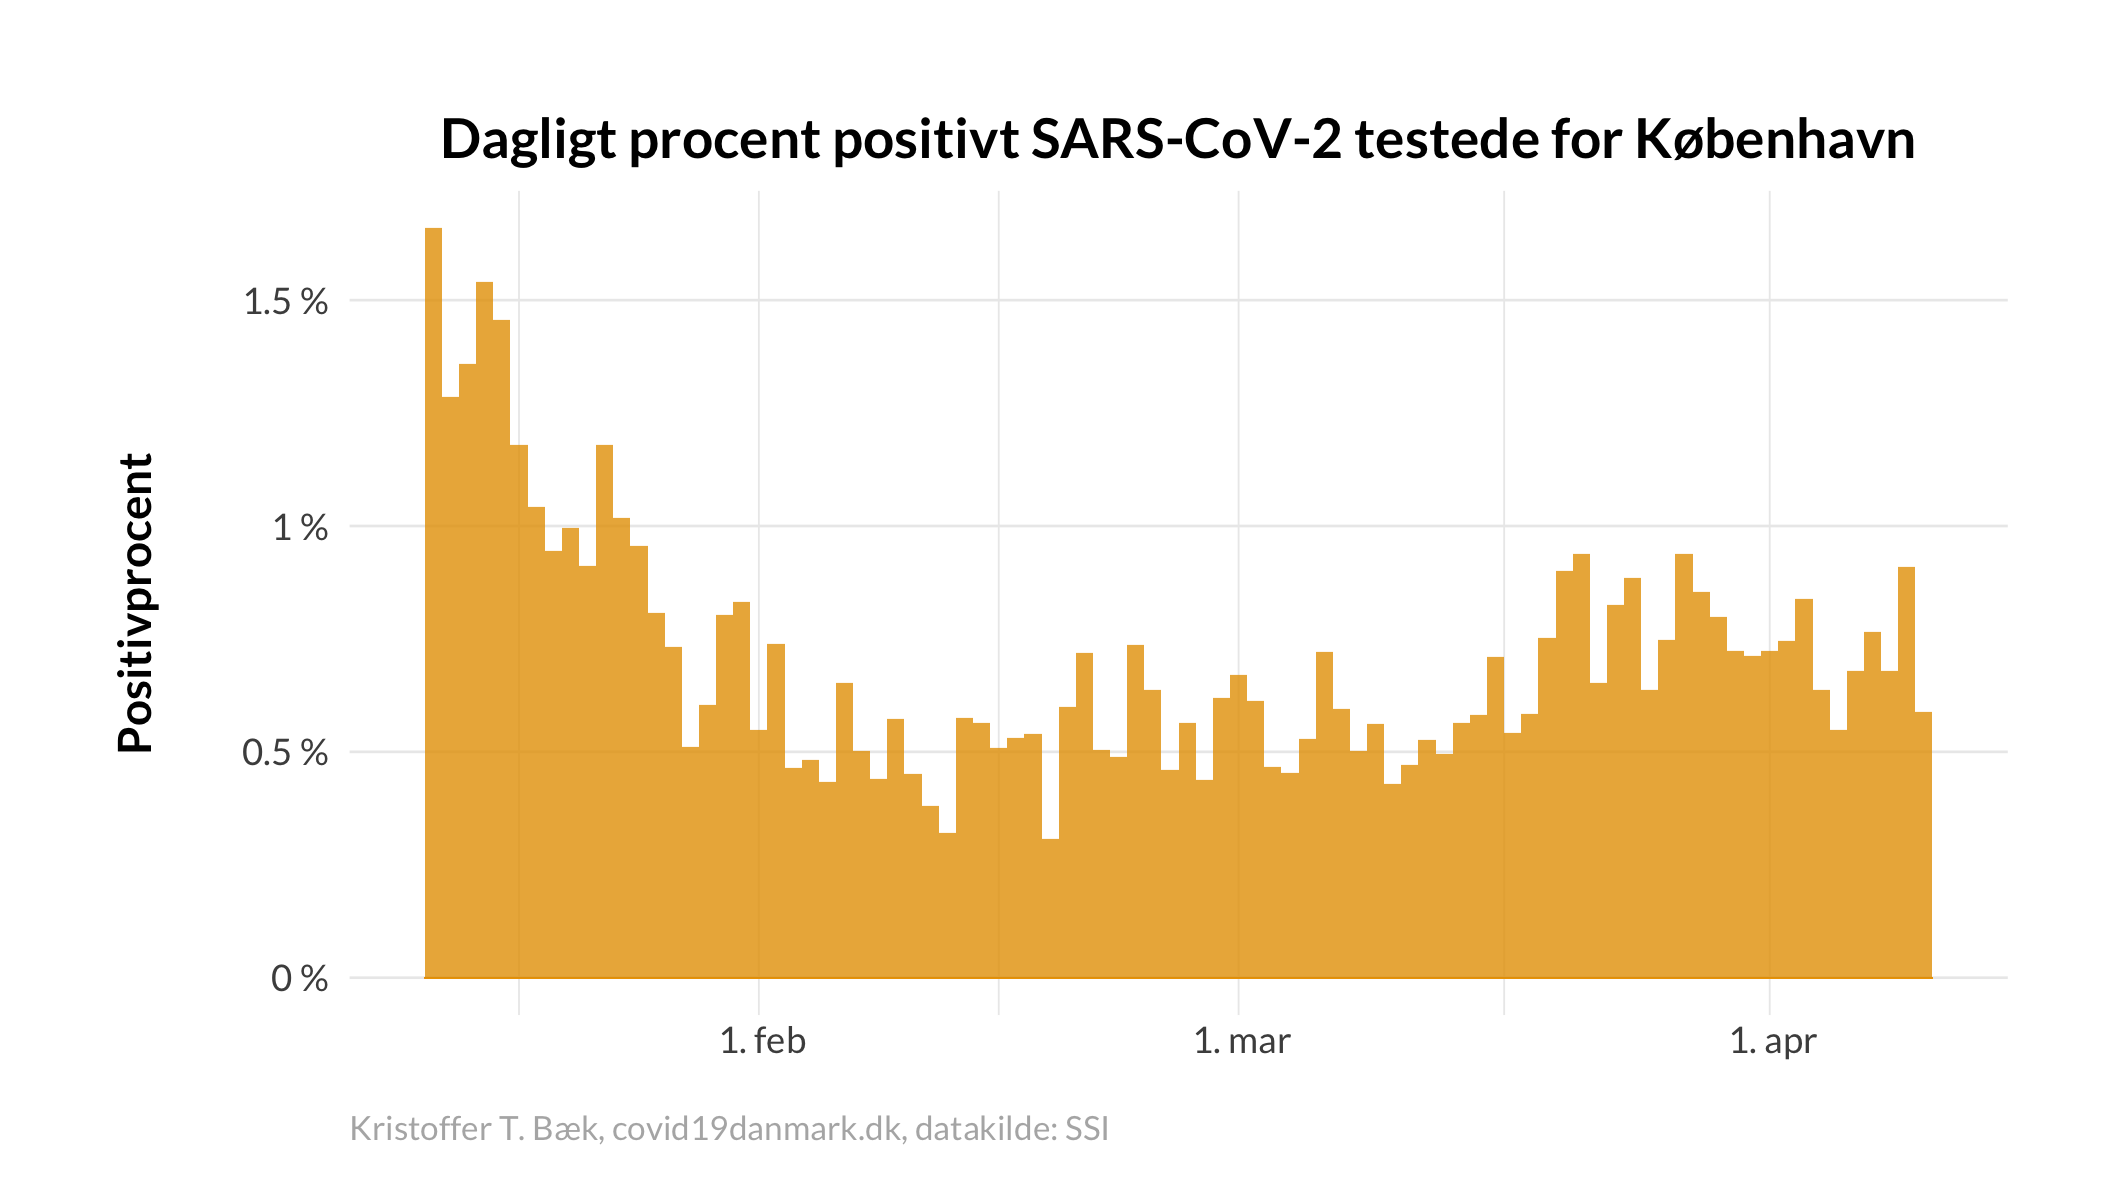 Dagligt procent positivt SARS-CoV-2 testede for København
Positivprocent
1.5 %
1 %
0.5 %
0 %
1. feb
1. mar
1. apr
Kristoffer T. Bæk, covid19danmark.dk, datakilde: SSI